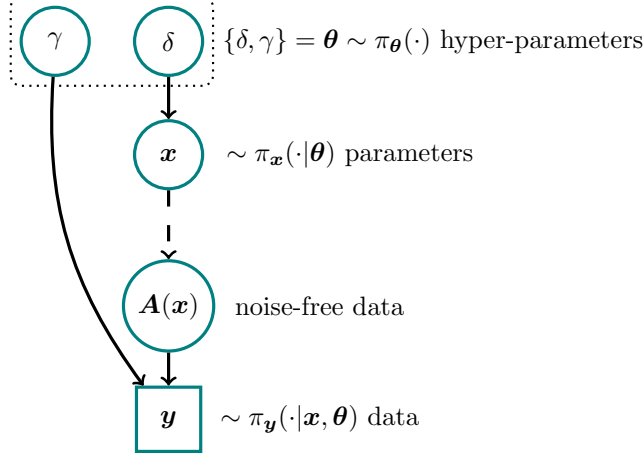 γ δ {δ, γ} = θ ∼ π_θ(·) hyper-parameters
x ∼ π_x(·|θ) parameters
A(x) noise-free data
y ∼ π_y(·|x, θ) data